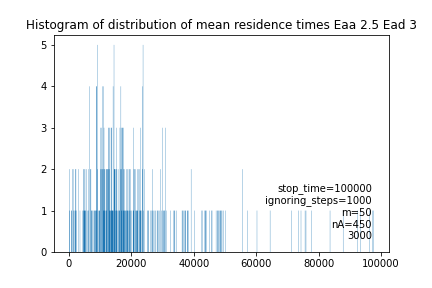 Histogram of distribution of mean residence times Eaa 2.5 Ead 3
5
4
3
2
1
0
stop_time=100000
ignoring_steps=1000
m=50
nA=450
3000
0 20000 40000 60000 80000 100000